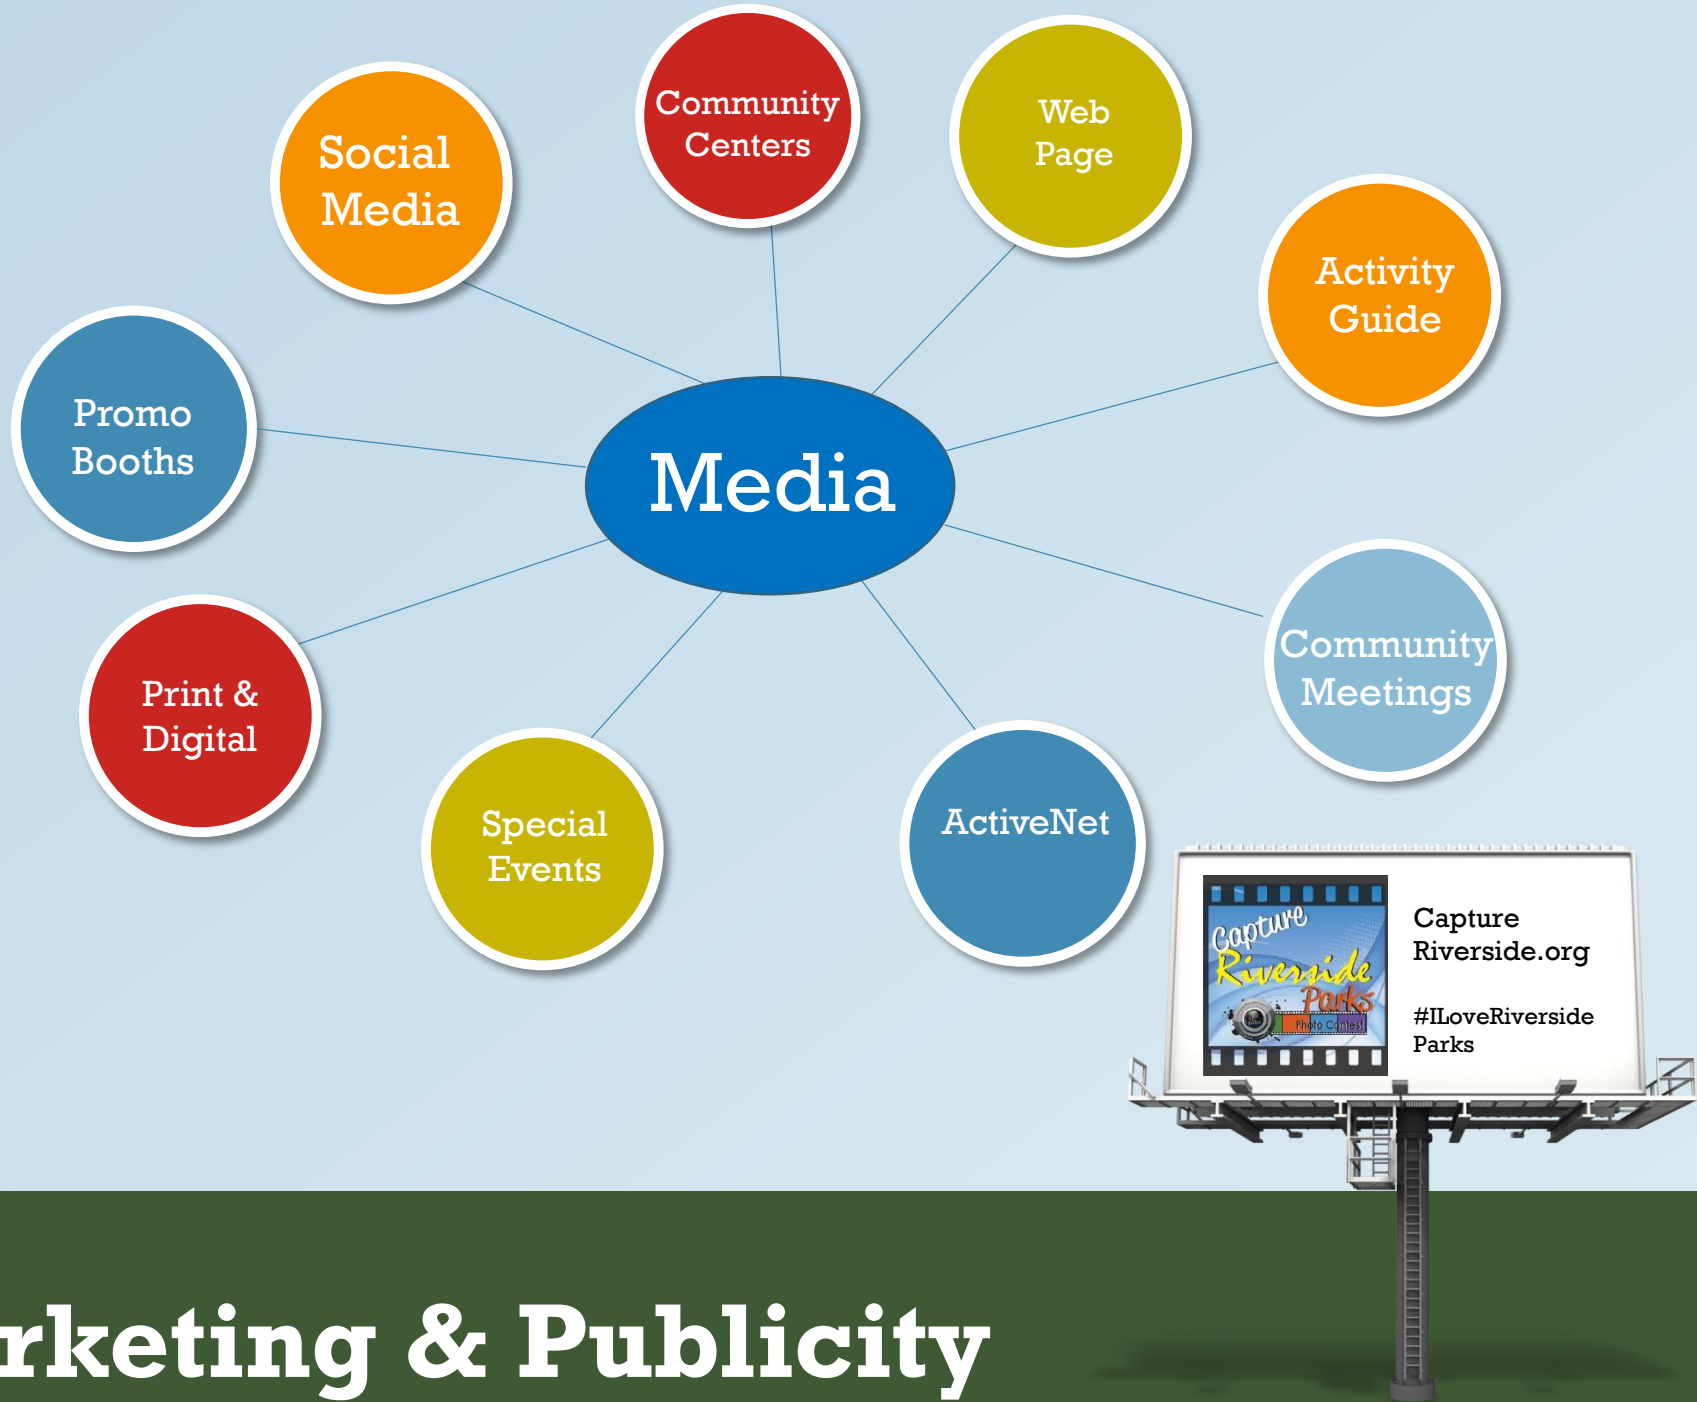 Community
Centers
Web
Page
Social
Media
Activity
Guide
Promo
Booths
Media
Community
Meetings
Print &
Digital
Special
Events
ActiveNet
Capture
Riverside
Parks
Photo Contest
Capture
Riverside.org
#ILoveRiverside
Parks
rketing & Publicity